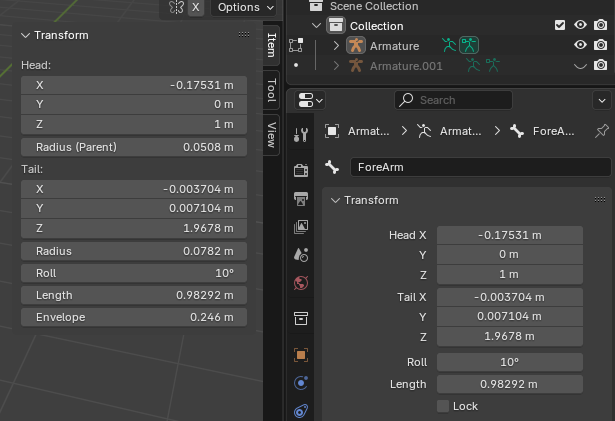 X
Options
Transform
Head:
X -0.17531 m
Y 0 m
Z 1 m
Radius (Parent) 0.0508 m
Tail:
X -0.003704 m
Y 0.007104 m
Z 1.9678 m
Radius 0.0782 m
Roll 10°
Length 0.98292 m
Envelope 0.246 m
Item
Tool
View
Scene Collection
Collection
Armature
Armature.001
Search
Armat... > Armat... > ForeA...
ForeArm
Transform
Head X -0.17531 m
Y 0 m
Z 1 m
Tail X -0.003704 m
Y 0.007104 m
Z 1.9678 m
Roll 10°
Length 0.98292 m
Lock